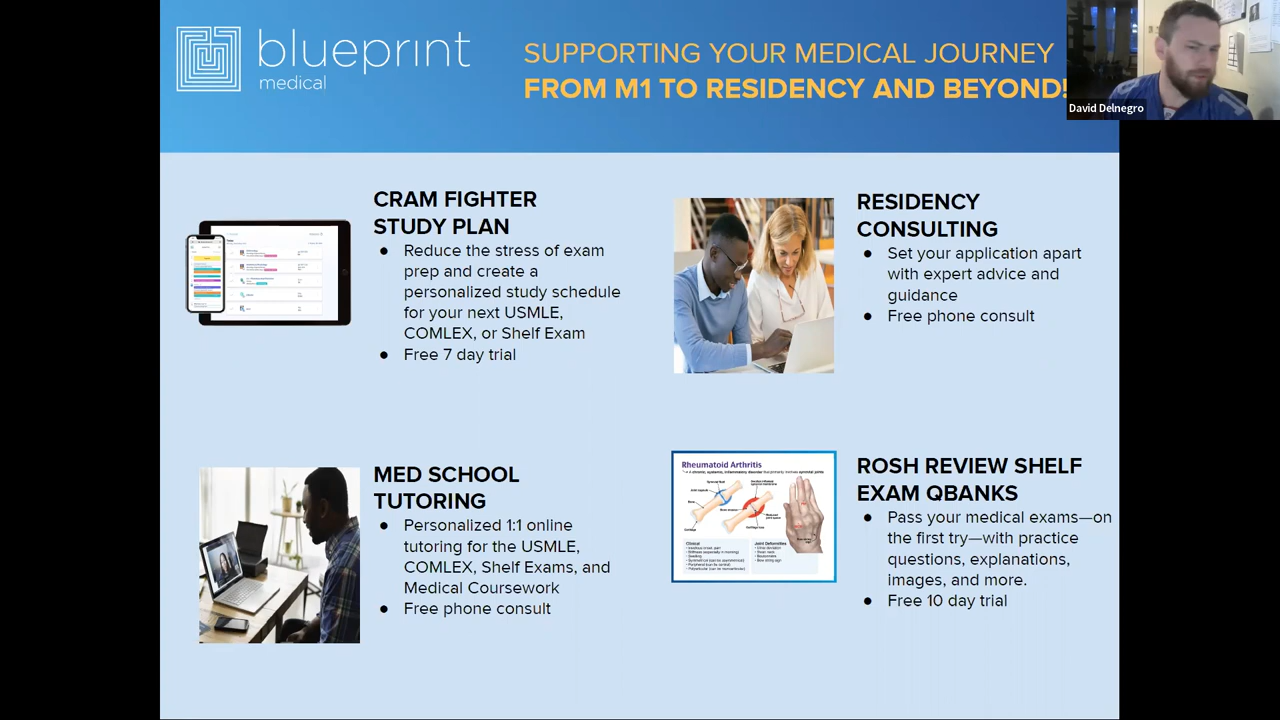 blueprint
medical
SUPPORTING YOUR MEDICAL JOURNEY
FROM M1 TO RESIDENCY AND BEYOND!
David Delnegro
CRAM FIGHTER
STUDY PLAN
● Reduce the stress of exam
prep and create a
personalized study schedule
for your next USMLE,
COMLEX, or Shelf Exam
● Free 7 day trial
RESIDENCY
CONSULTING
● Set your application apart
with expert advice and
guidance
● Free phone consult
MED SCHOOL
TUTORING
● Personalized 1:1 online
tutoring for the USMLE,
COMLEX, Shelf Exams, and
Medical Coursework
● Free phone consult
Rheumatoid Arthritis
Clinical
Joint Deformities
ROSH REVIEW SHELF
EXAM QBANKS
● Pass your medical exams—on
the first try—with practice
questions, explanations,
images, and more.
● Free 10 day trial